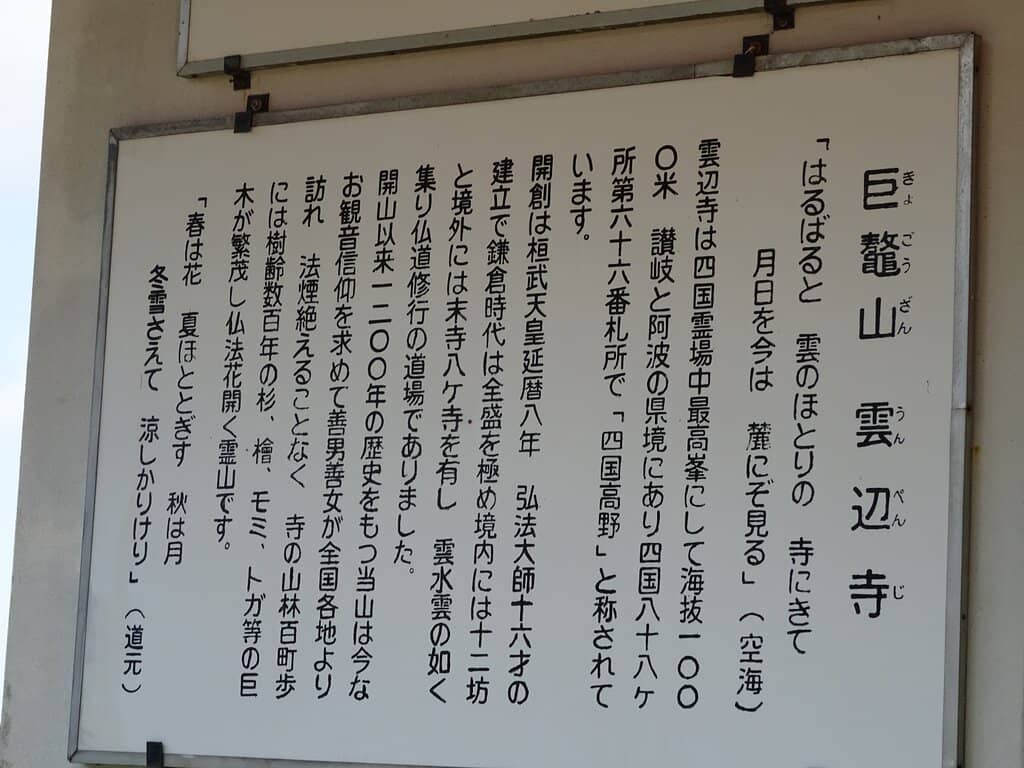 巨鼇山 雲辺寺
きょ ごう ざん うん ぺん じ
「はるばると 雲のほとりの 寺にきて
月日を今は 麓にぞ見る」(空海)
雲辺寺は四国霊場中最高峯にして海抜一〇〇
〇米 讃岐と阿波の県境にあり四国八十八ケ
所第六十六番札所で「四国高野」と称されて
います。
開創は桓武天皇延暦八年 弘法大師十六才の
建立で鎌倉時代は全盛を極め境内には十二坊
と境外には末寺八ケ寺を有し 雲水雲の如く
集り仏道修行の道場でありました。
開山以来一二〇〇年の歴史をもつ当山は今な
お観音信仰を求めて善男善女が全国各地より
訪れ 法煙絶えることなく 寺の山林百町歩
には樹齢数百年の杉、檜、モミ、トガ等の巨
木が繁茂し仏法花開く霊山です。
「春は花 夏ほととぎす 秋は月
冬雪さえて 涼しかりけり」(道元)